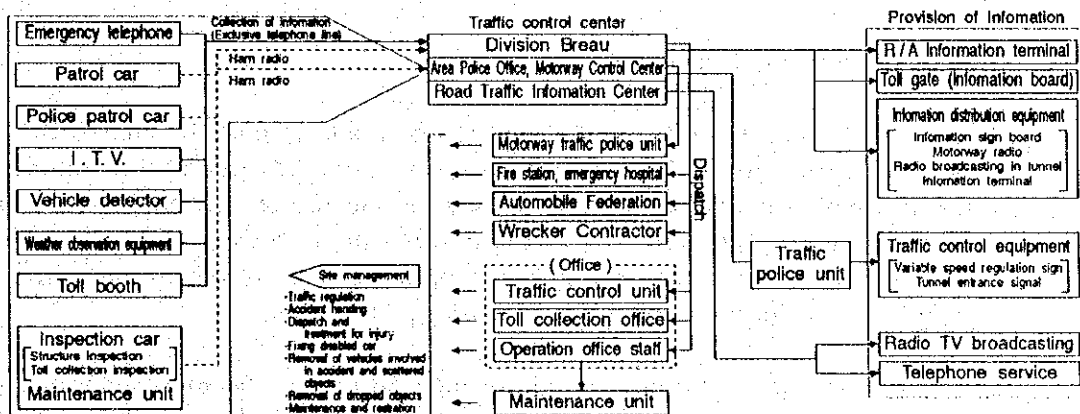 Emergency telephone
Patrol car
Police patrol car
I . T. V.
Vehicle detector
Weather observation equipment
Toll booth
Inspection car
Structure inspection
Toll collection inspection
Maintenance unit
Collection of Infomation
(Exclusive telephone line)
Ham radio
Ham radio
Traffic control center
Division Breau
Area Police Office, Motorway Control Center
Road Traffic Infomation Center
Motorway traffic police unit
Fire station, emergency hospital
Automobile Federation
Wrecker Contractor
Dispatch
( Office )
Traffic control unit
Toll collection office
Operation office staff
Maintenance unit
Site management
·Traffic regulation
·Accident handing
·Dispatch and
treatment for injury
·Fixing disabled car
·Removal of vehicles involved
in accident and scattered
objects
·Removal of dropped objects
·Maintenance and restration
Provision of Infomation
R / A Information terminal
Toll gate (Infomation board)
Infomation distribution equipment
Infomation sign board
Motorway radio
Radio broadcasting in tunnel
Infomation terminal
Traffic
police unit
Traffic control equipment
Variable speed regulation sign
Tunnel entrance signal
Radio TV broadcasting
Telephone service